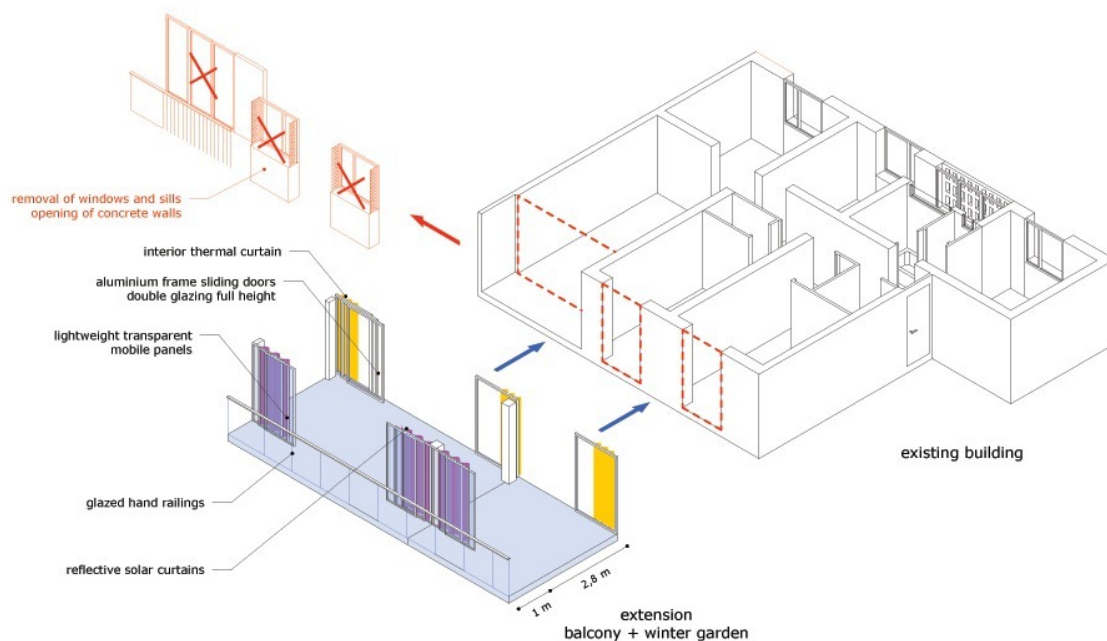 removal of windows and sills
opening of concrete walls
interior thermal curtain
aluminium frame sliding doors
double glazing full height
lightweight transparent
mobile panels
glazed hand railings
reflective solar curtains
1 m
2,8 m
extension
balcony + winter garden
existing building